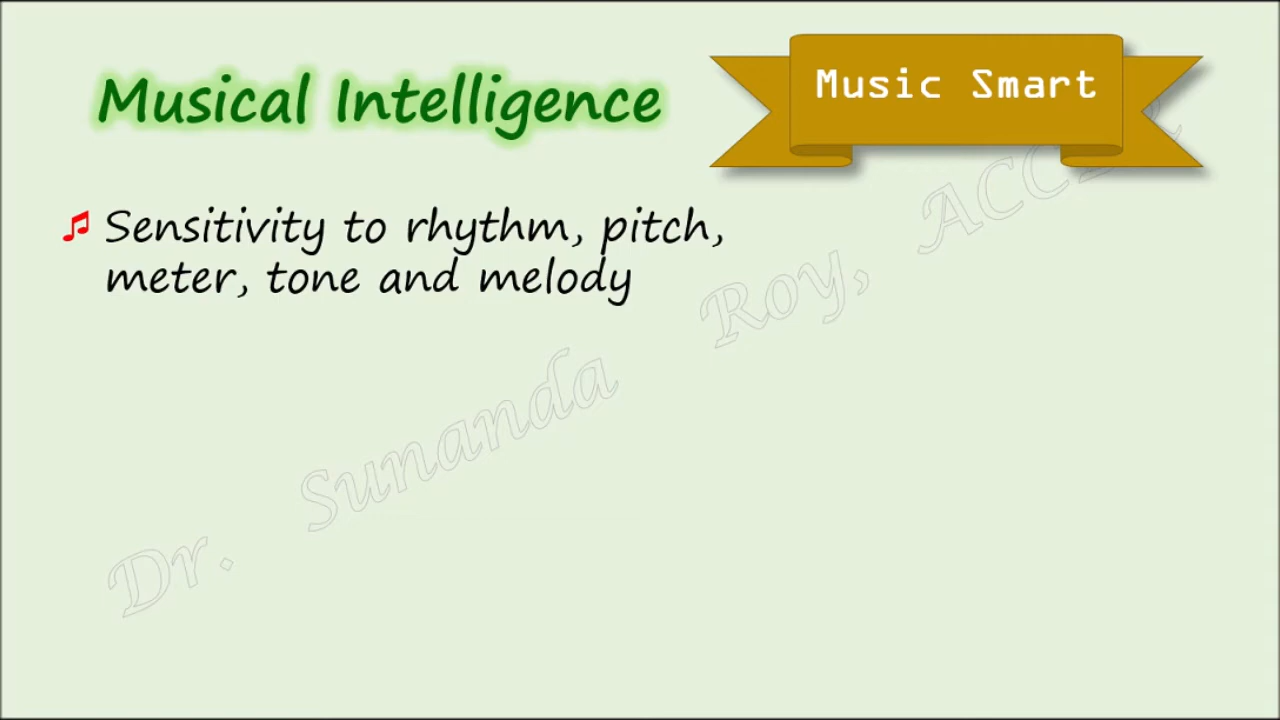 Musical Intelligence
Music Smart
Sensitivity to rhythm, pitch,
meter, tone and melody
Dr. Sunanda Roy,